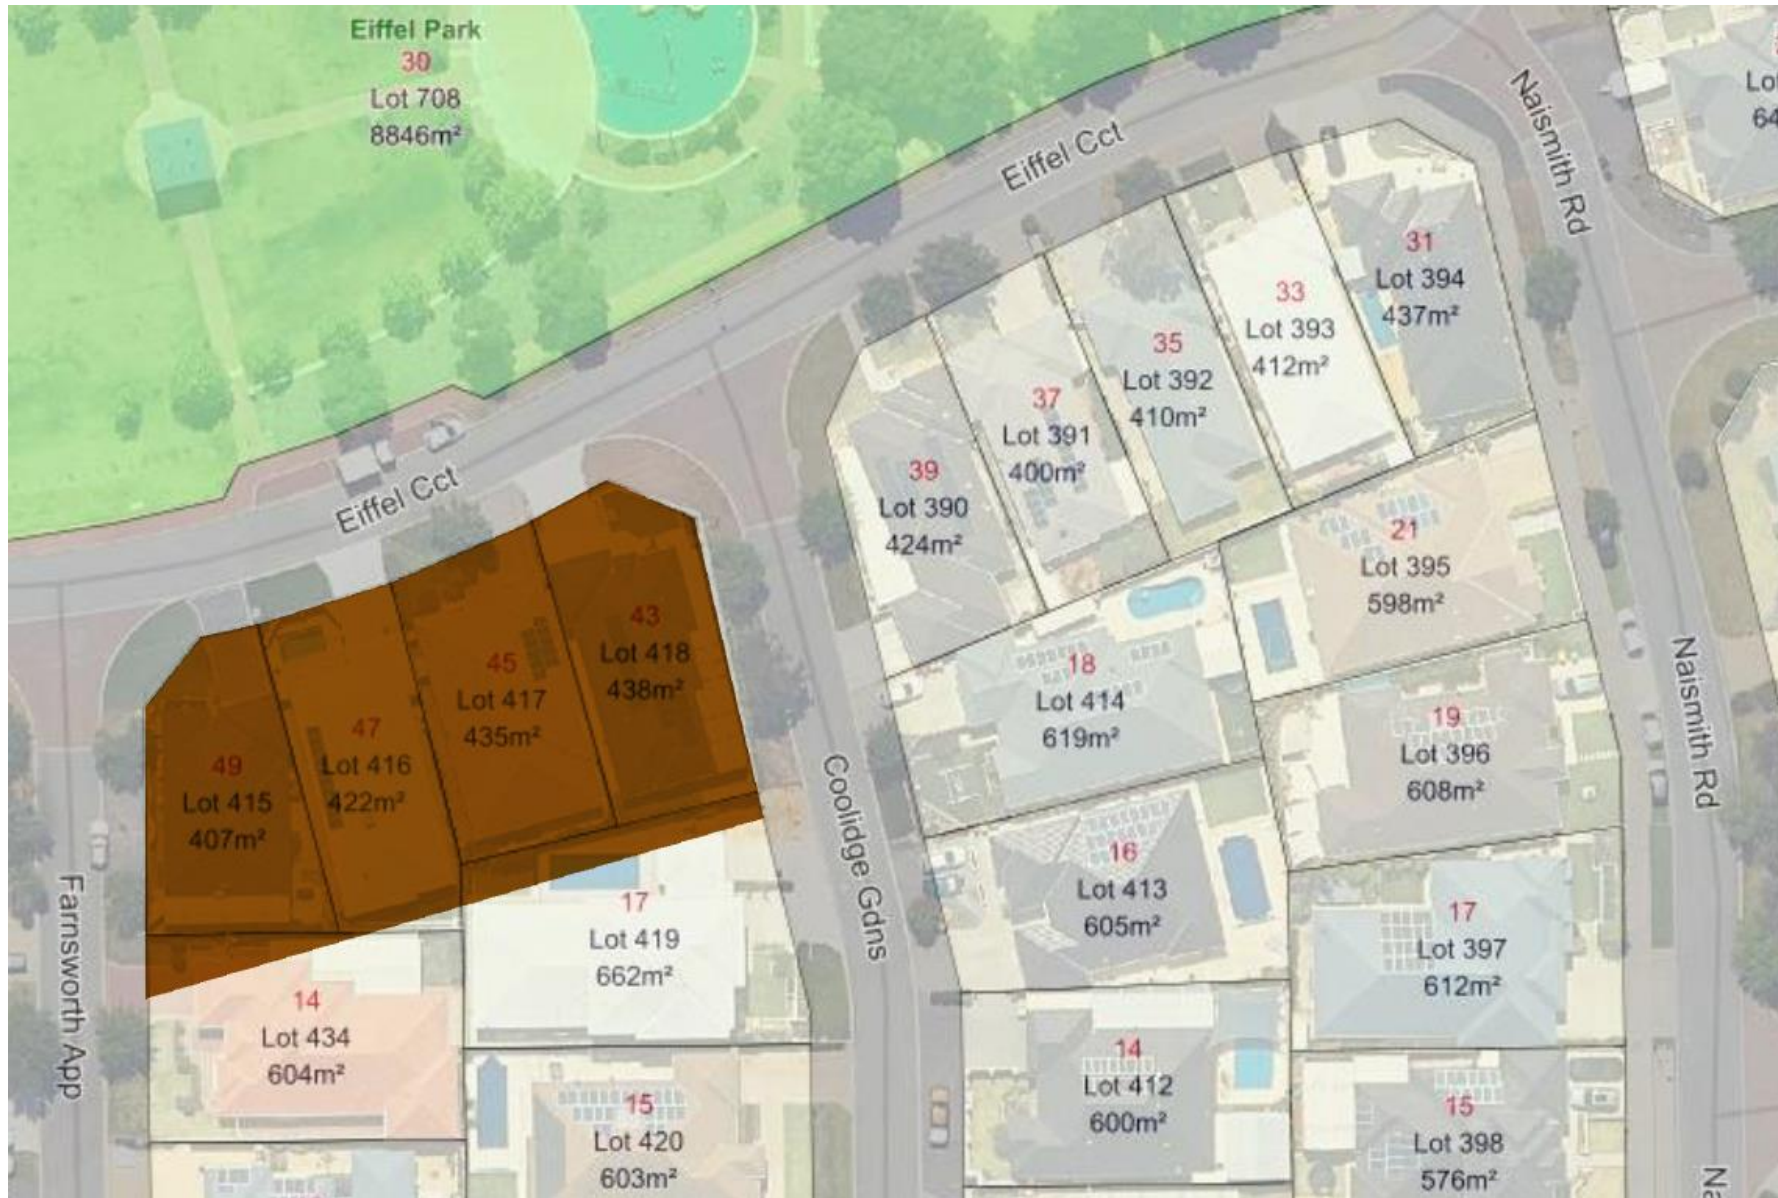 Eiffel Park
30
Lot 708
8846m²
Eiffel Cct
Naismith Rd
31
Lot 394
437m²
33
Lot 393
412m²
35
Lot 392
410m²
37
Lot 391
400m²
39
Lot 390
424m²
Eiffel Cct
21
Lot 395
598m²
43
Lot 418
438m²
45
Lot 417
435m²
47
Lot 416
422m²
49
Lot 415
407m²
18
Lot 414
619m²
19
Lot 396
608m²
Naismith Rd
Coolidge Gdns
16
Lot 413
605m²
17
Lot 419
662m²
17
Lot 397
612m²
Farnsworth App
14
Lot 434
604m²
14
Lot 412
600m²
15
Lot 420
603m²
15
Lot 398
576m²